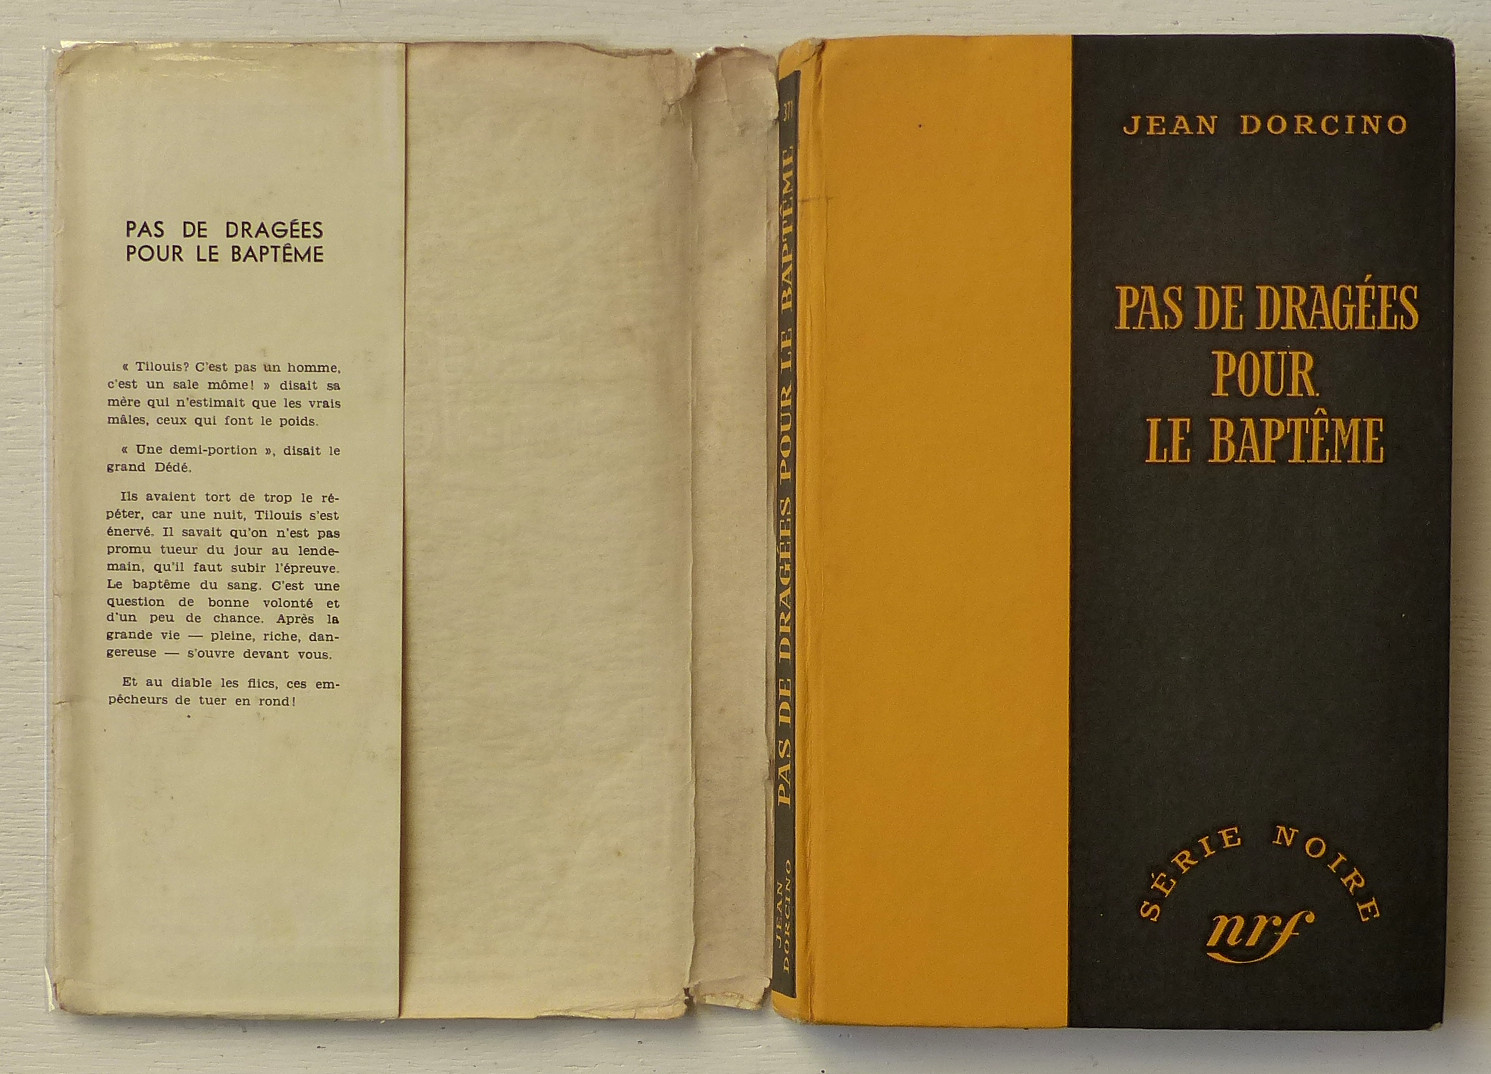 PAS DE DRAGÉES
POUR LE BAPTÊME
« Tilouis? C'est pas un homme,
c'est un sale môme! » disait sa
mère qui n'estimait que les vrais
mâles, ceux qui font le poids.
« Une demi-portion », disait le
grand Dédé.
Ils avaient tort de trop le ré-
péter, car une nuit, Tilouis s'est
énervé. Il savait qu'on n'est pas
promu tueur du jour au lende-
main, qu'il faut subir l'épreuve.
Le baptême du sang. C'est une
question de bonne volonté et
d'un peu de chance. Après la
grande vie — pleine, riche, dan-
gereuse — s'ouvre devant vous.
Et au diable les flics, ces em-
pêcheurs de tuer en rond!
377
PAS DE DRAGÉES POUR LE BAPTÊME
JEAN
DORCINO
JEAN DORCINO
PAS DE DRAGÉES
POUR
LE BAPTÊME
SÉRIE NOIRE
nrf